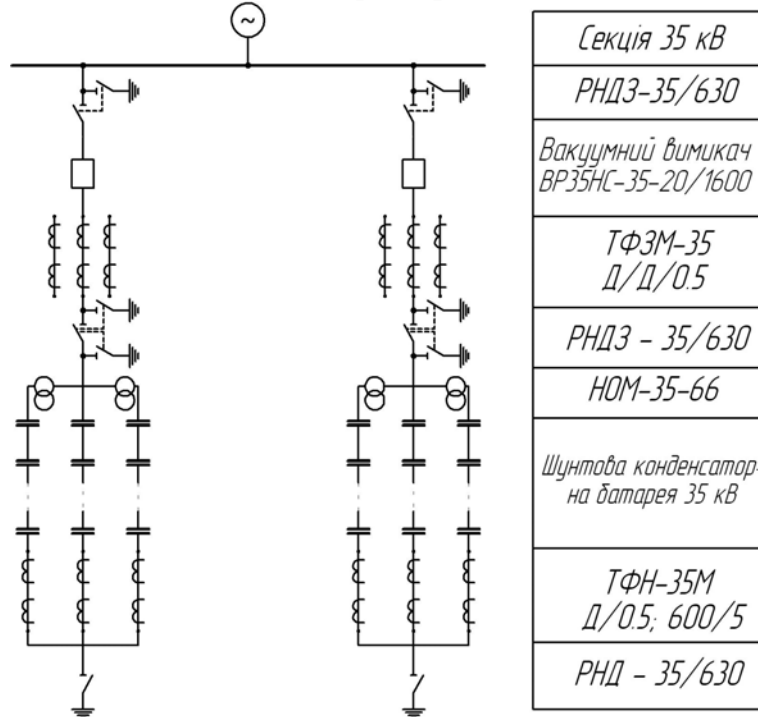 ~
Секція 35 кВ
РНДЗ-35/630
Вакуумний вимикач
ВР35НС-35-20/1600
ТФЗМ-35
Д/Д/0.5
РНДЗ - 35/630
НОМ-35-66
Шунтова конденсатор-
на батарея 35 кВ
ТФН-35М
Д/0.5; 600/5
РНД - 35/630